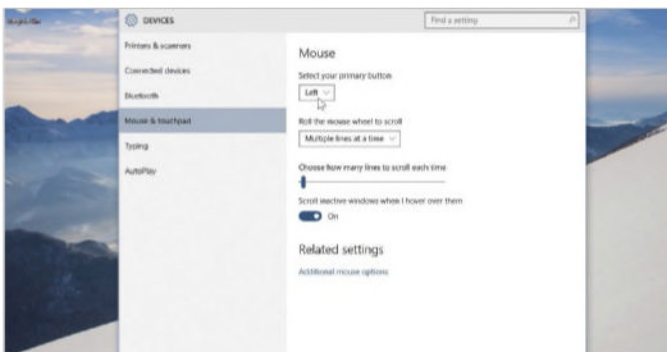 DEVICES
Find a setting
Printers & scanners
Connected devices
Bluetooth
Mouse & touchpad
Typing
AutoPlay
Mouse
Select your primary button
Left
Roll the mouse wheel to scroll
Multiple lines at a time
Choose how many lines to scroll each time
Scroll inactive windows when I hover over them
On
Related settings
Additional mouse options